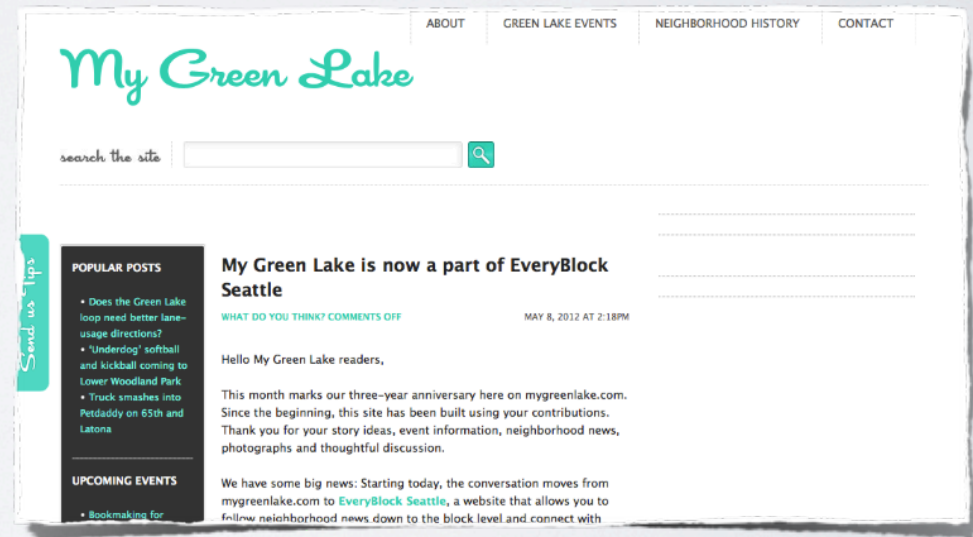 ABOUT GREEN LAKE EVENTS NEIGHBORHOOD HISTORY CONTACT
My Green Lake
search the site
Send us Tips
POPULAR POSTS
• Does the Green Lake
loop need better lane-
usage directions?
• 'Underdog' softball
and kickball coming to
Lower Woodland Park
• Truck smashes into
Petdaddy on 65th and
Latona
UPCOMING EVENTS
• Bookmaking for
My Green Lake is now a part of EveryBlock
Seattle
WHAT DO YOU THINK? COMMENTS OFF MAY 8, 2012 AT 2:18PM
Hello My Green Lake readers,
This month marks our three-year anniversary here on mygreenlake.com.
Since the beginning, this site has been built using your contributions.
Thank you for your story ideas, event information, neighborhood news,
photographs and thoughtful discussion.
We have some big news: Starting today, the conversation moves from
mygreenlake.com to EveryBlock Seattle, a website that allows you to
follow neighborhood news down to the block level and connect with